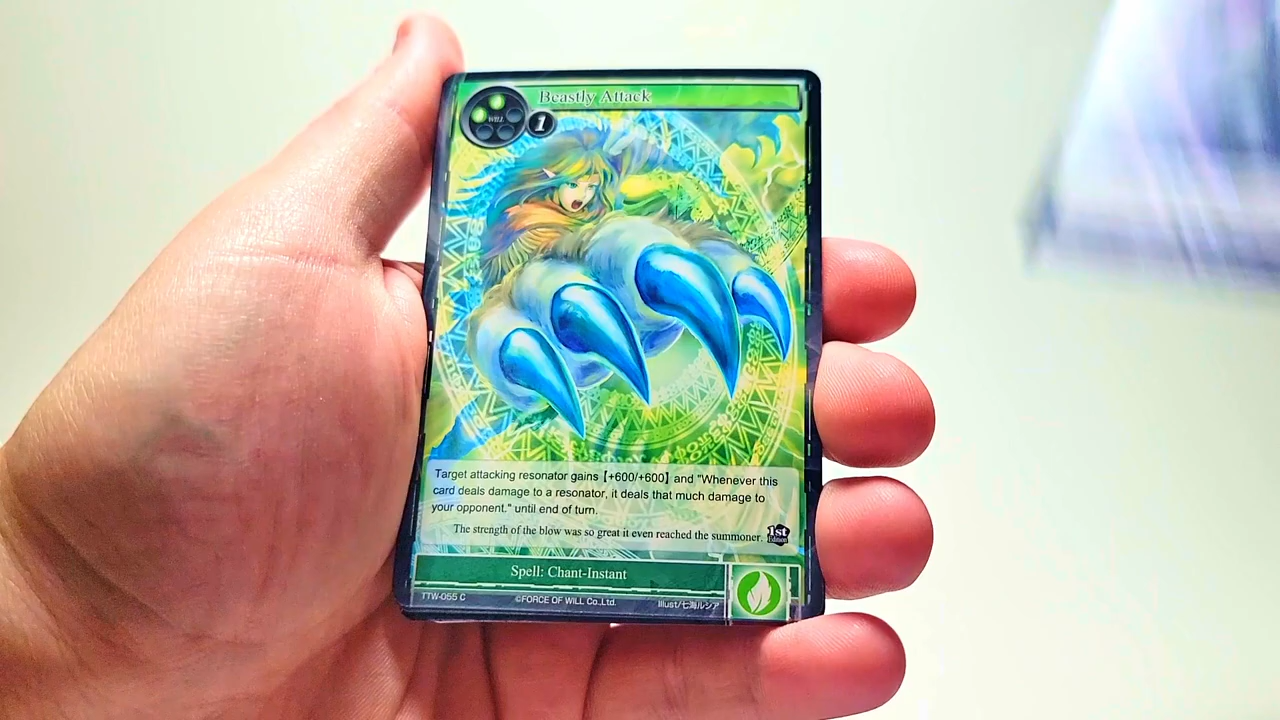 Beastly Attack
WILL
1
Target attacking resonator gains 【+600/+600】 and "Whenever this
card deals damage to a resonator, it deals that much damage to
your opponent." until end of turn.
The strength of the blow was so great it even reached the summoner.
1st
Edition
Spell: Chant-Instant
TTW-055 C
©FORCE OF WILL Co.,Ltd.
Illust/七海ルシア